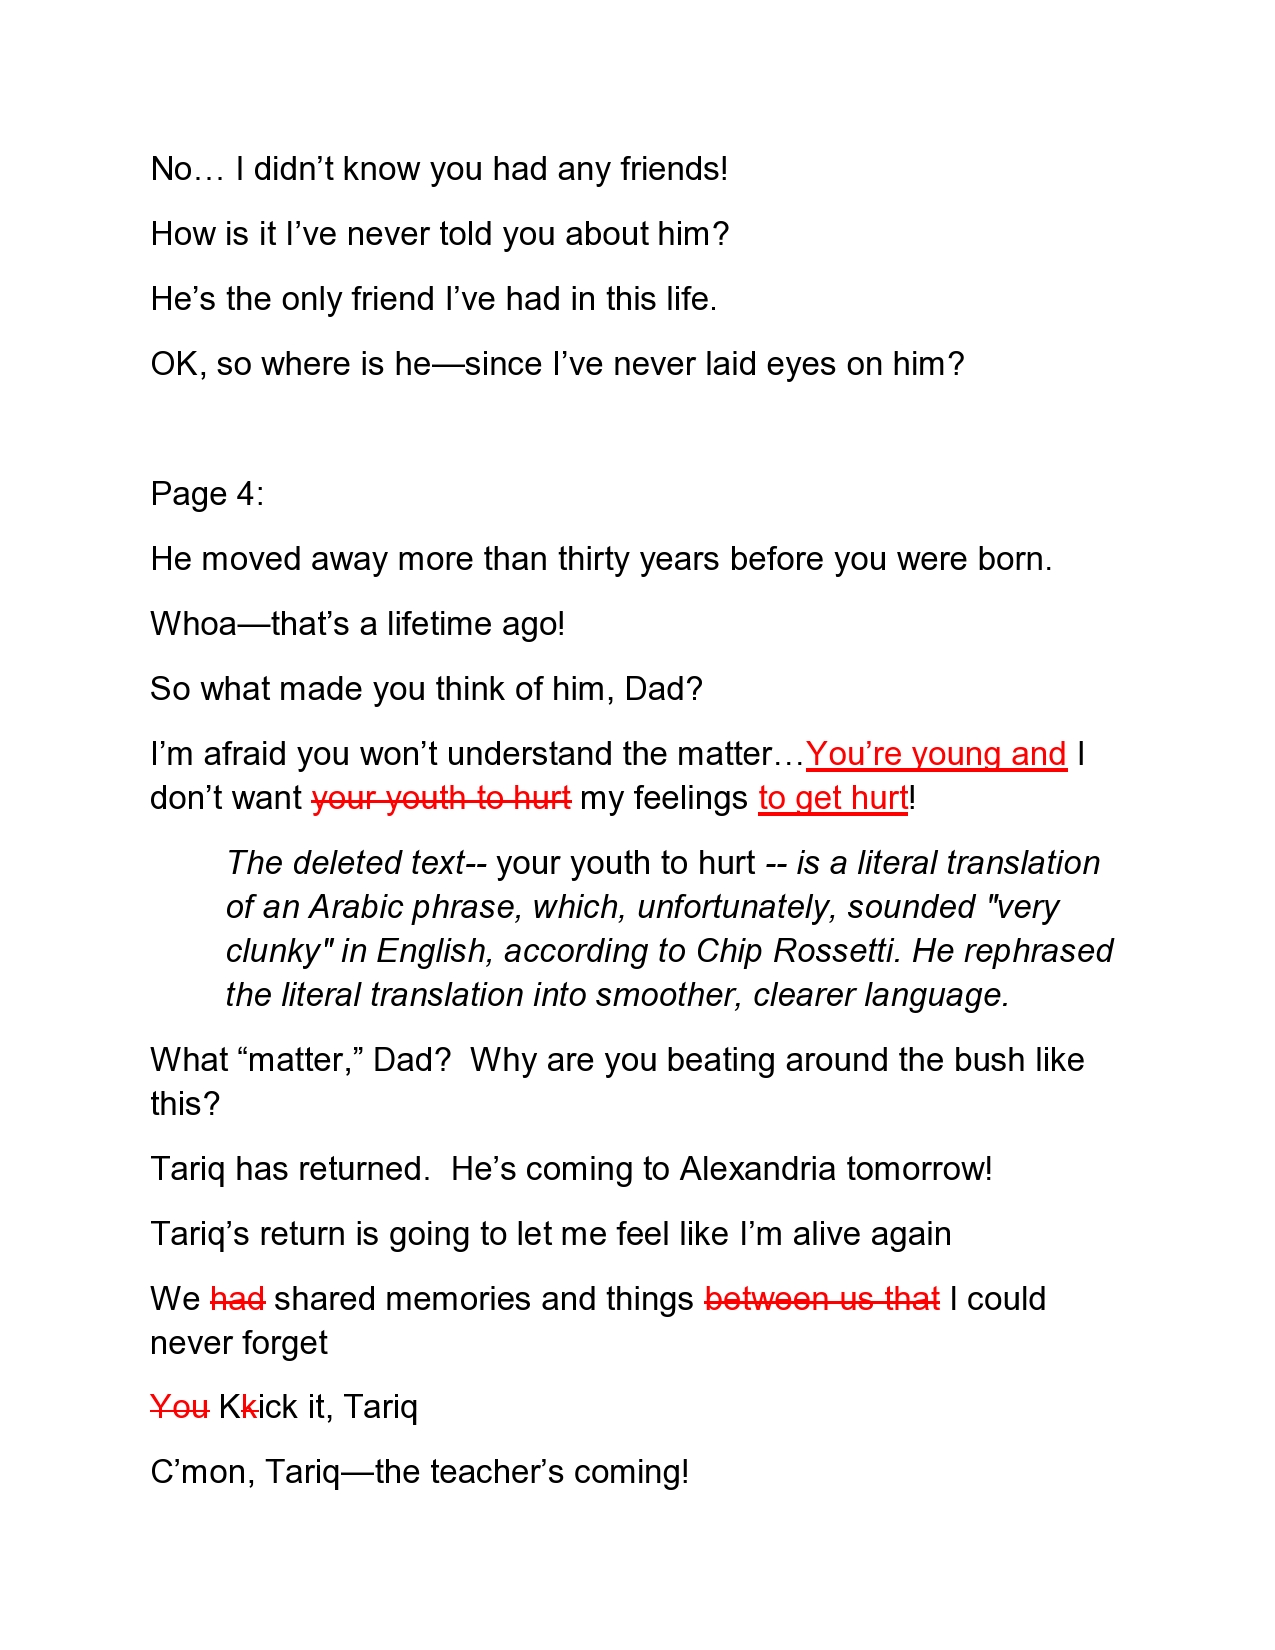 No… I didn’t know you had any friends!
How is it I’ve never told you about him?
He’s the only friend I’ve had in this life.
OK, so where is he—since I’ve never laid eyes on him?
Page 4:
He moved away more than thirty years before you were born.
Whoa—that’s a lifetime ago!
So what made you think of him, Dad?
I’m afraid you won’t understand the matter…You’re young and I
don’t want your youth to hurt my feelings to get hurt!
The deleted text-- your youth to hurt -- is a literal translation
of an Arabic phrase, which, unfortunately, sounded "very
clunky" in English, according to Chip Rossetti. He rephrased
the literal translation into smoother, clearer language.
What “matter,” Dad?  Why are you beating around the bush like
this?
Tariq has returned.  He’s coming to Alexandria tomorrow!
Tariq’s return is going to let me feel like I’m alive again
We had shared memories and things between us that I could
never forget
You Kkick it, Tariq
C’mon, Tariq—the teacher’s coming!